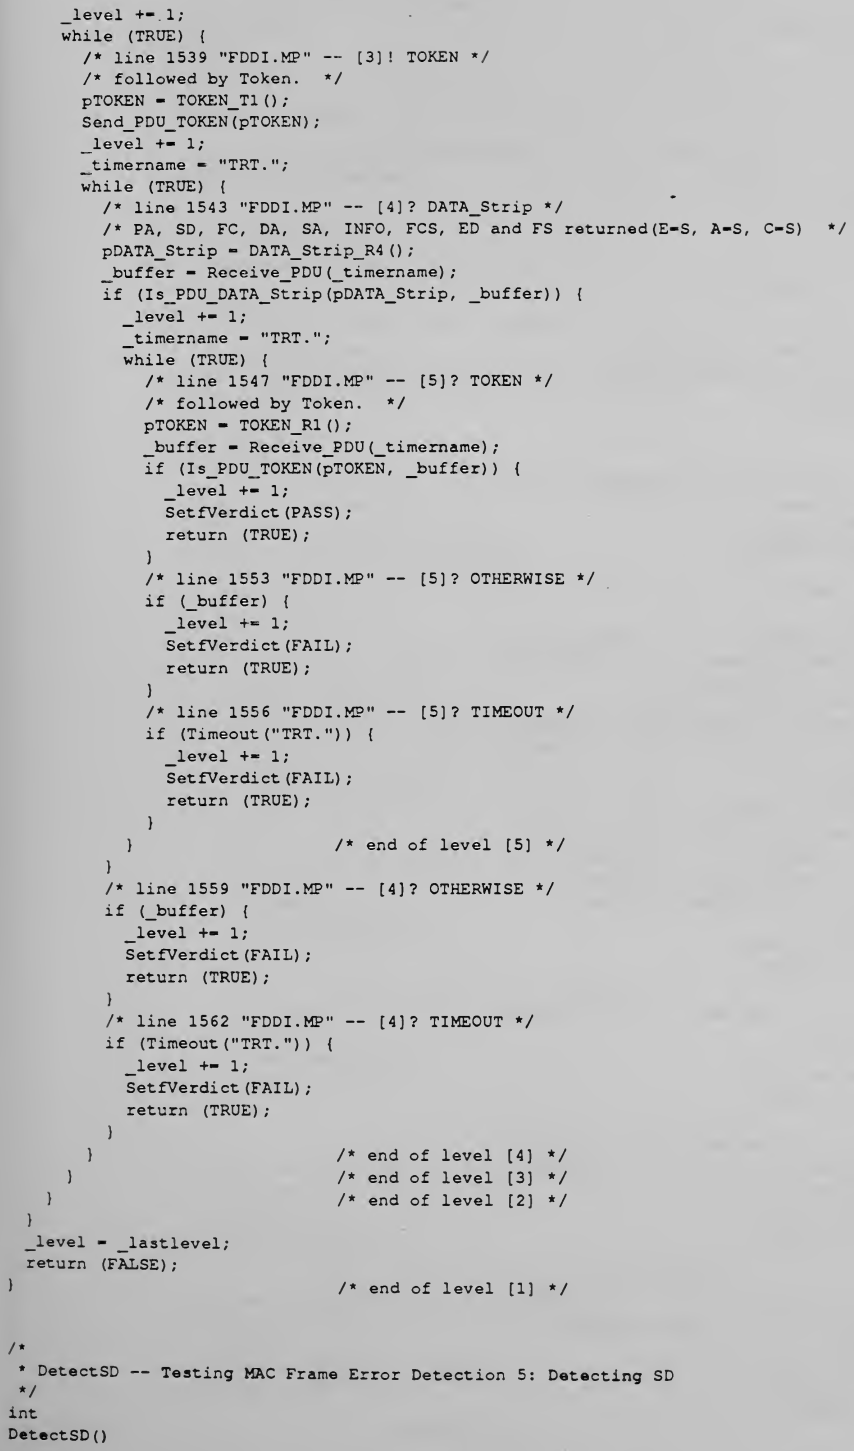 _level += 1;
while (TRUE) {
/* line 1539 "FDDI.MP" -- [3]! TOKEN */
/* followed by Token.  */
pTOKEN = TOKEN_T1();
Send_PDU_TOKEN(pTOKEN);
_level += 1;
_timername = "TRT.";
while (TRUE) {
/* line 1543 "FDDI.MP" -- [4]? DATA_Strip */
/* PA, SD, FC, DA, SA, INFO, FCS, ED and FS returned(E=S, A=S, C=S)  */
pDATA_Strip = DATA_Strip_R4();
_buffer = Receive_PDU(_timername);
if (Is_PDU_DATA_Strip(pDATA_Strip, _buffer)) {
_level += 1;
_timername = "TRT.";
while (TRUE) {
/* line 1547 "FDDI.MP" -- [5]? TOKEN */
/* followed by Token.  */
pTOKEN = TOKEN_R1();
_buffer = Receive_PDU(_timername);
if (Is_PDU_TOKEN(pTOKEN, _buffer)) {
_level += 1;
SetfVerdict(PASS);
return (TRUE);
}
/* line 1553 "FDDI.MP" -- [5]? OTHERWISE */
if (_buffer) {
_level += 1;
SetfVerdict(FAIL);
return (TRUE);
}
/* line 1556 "FDDI.MP" -- [5]? TIMEOUT */
if (Timeout("TRT.")) {
_level += 1;
SetfVerdict(FAIL);
return (TRUE);
}
} /* end of level [5] */
}
/* line 1559 "FDDI.MP" -- [4]? OTHERWISE */
if (_buffer) {
_level += 1;
SetfVerdict(FAIL);
return (TRUE);
}
/* line 1562 "FDDI.MP" -- [4]? TIMEOUT */
if (Timeout("TRT.")) {
_level += 1;
SetfVerdict(FAIL);
return (TRUE);
}
} /* end of level [4] */
} /* end of level [3] */
} /* end of level [2] */
}
_level = _lastlevel;
return (FALSE);
} /* end of level [1] */
/*
* DetectSD -- Testing MAC Frame Error Detection 5: Detecting SD
*/
int
DetectSD()